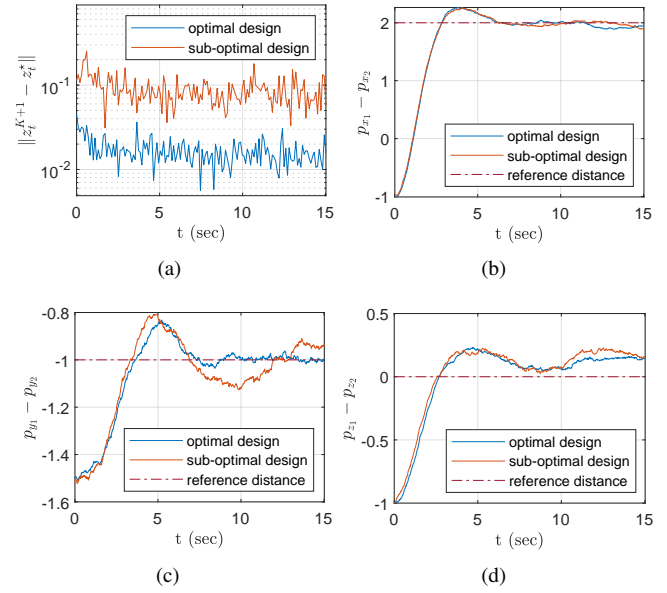 optimal design
sub-optimal design
10^{-1}
10^{-2}
‖z_t^{K+1} − z_t^⋆‖
0 5 10 15
t (sec)
(a)
2
0
-1
p_{x_1} − p_{x_2}
optimal design
sub-optimal design
reference distance
0 5 10 15
t (sec)
(b)
-0.8
-1
-1.2
-1.4
-1.6
p_{y_1} − p_{y_2}
optimal design
sub-optimal design
reference distance
0 5 10 15
t (sec)
(c)
0.5
0
-0.5
-1
p_{z_1} − p_{z_2}
optimal design
sub-optimal design
reference distance
0 5 10 15
t (sec)
(d)